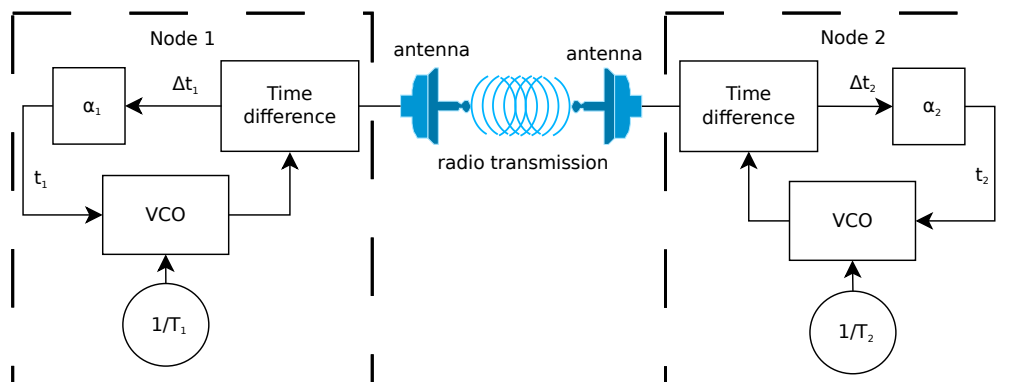 Node 1
Node 2
antenna
antenna
α₁
Δt₁
Time
difference
Time
difference
Δt₂
α₂
radio transmission
t₁
t₂
VCO
VCO
1/T₁
1/T₂